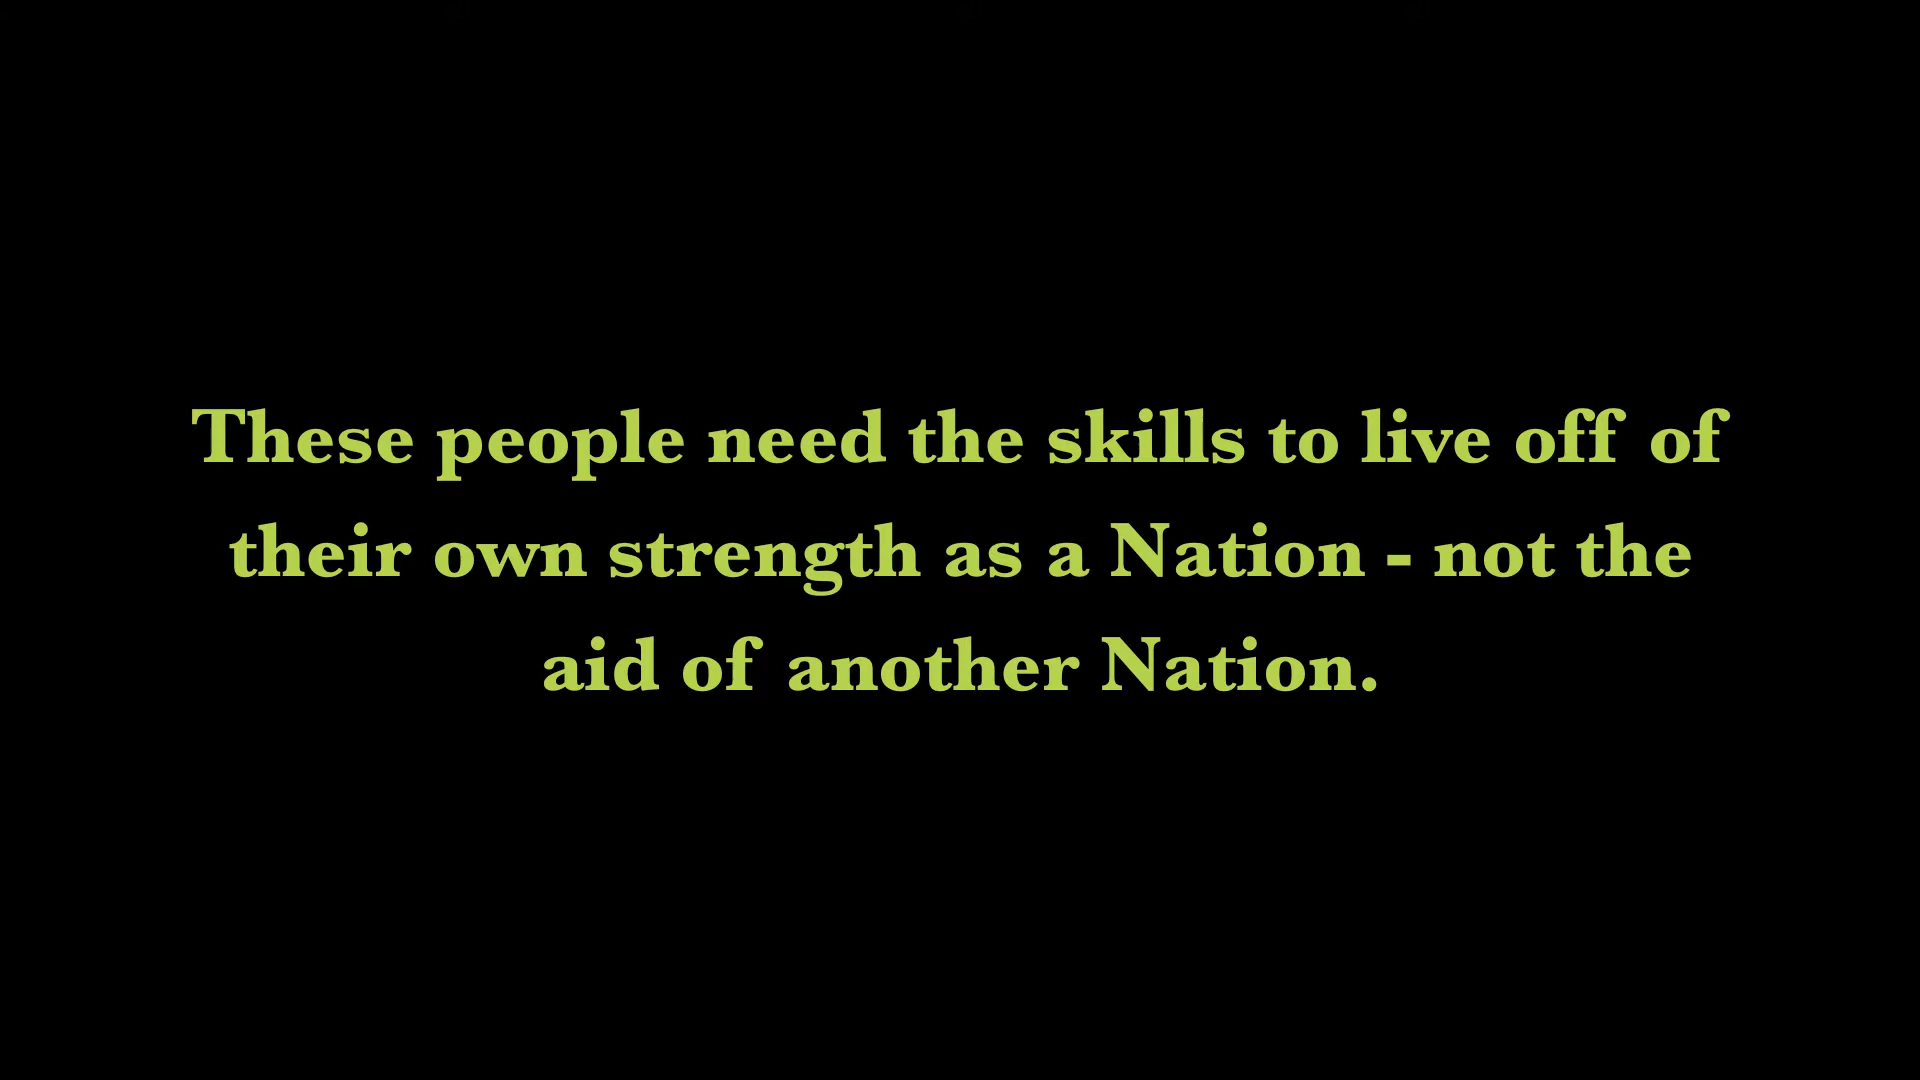 These people need the skills to live off of
their own strength as a Nation - not the
aid of another Nation.